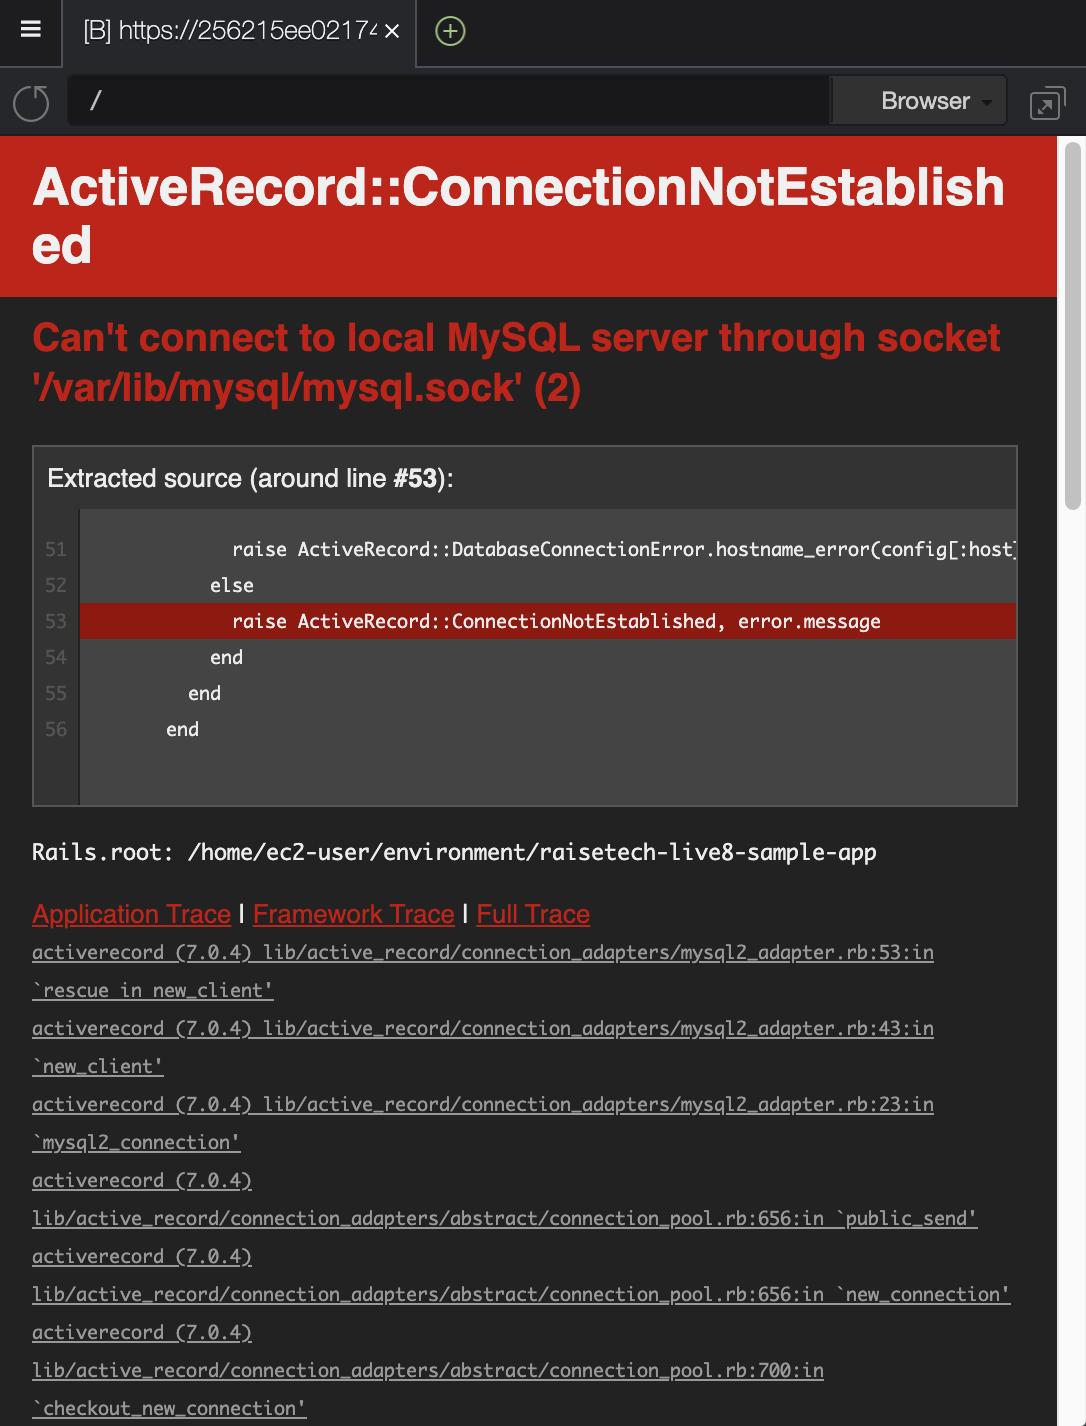 [B] https://256215ee02174
/
Browser
ActiveRecord::ConnectionNotEstablish
ed
Can't connect to local MySQL server through socket
'/var/lib/mysql/mysql.sock' (2)
Extracted source (around line #53):
51 raise ActiveRecord::DatabaseConnectionError.hostname_error(config[:host]
52 else
53 raise ActiveRecord::ConnectionNotEstablished, error.message
54 end
55 end
56 end
Rails.root: /home/ec2-user/environment/raisetech-live8-sample-app
Application Trace | Framework Trace | Full Trace
activerecord (7.0.4) lib/active_record/connection_adapters/mysql2_adapter.rb:53:in
`rescue in new_client'
activerecord (7.0.4) lib/active_record/connection_adapters/mysql2_adapter.rb:43:in
`new_client'
activerecord (7.0.4) lib/active_record/connection_adapters/mysql2_adapter.rb:23:in
`mysql2_connection'
activerecord (7.0.4)
lib/active_record/connection_adapters/abstract/connection_pool.rb:656:in `public_send'
activerecord (7.0.4)
lib/active_record/connection_adapters/abstract/connection_pool.rb:656:in `new_connection'
activerecord (7.0.4)
lib/active_record/connection_adapters/abstract/connection_pool.rb:700:in
`checkout_new_connection'